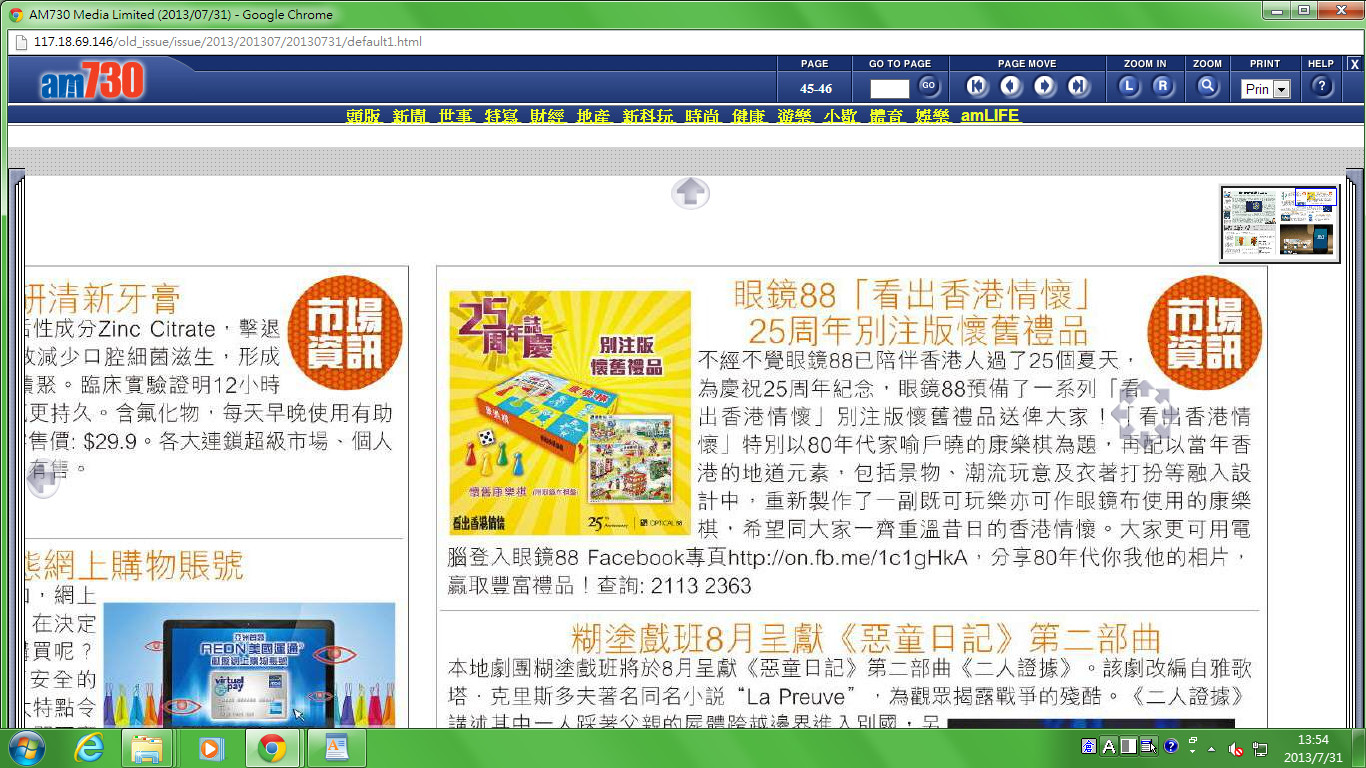 AM730 Media Limited (2013/07/31) - Google Chrome
117.18.69.146/old_issue/issue/2013/201307/20130731/default1.html
am730
PAGE
45-46
GO TO PAGE
GO
PAGE MOVE
ZOOM IN
L R
ZOOM
PRINT
Prin
HELP
?
X
頭版 新聞 世事 特寫 財經 地產 新科玩 時尚 健康 遊樂 小歇 體育 娛樂 amLIFE
研清新牙膏
活性成分Zinc Citrate，擊退
效減少口腔細菌滋生，形成
積聚。臨床實驗證明12小時
更持久。含氟化物，每天早晚使用有助
售價: $29.9。各大連鎖超級市場、個人
有售。
市場
資訊
態網上購物賬號
，網上
在決定
買呢？
安全的
大特點令
亞洲首個
AEON 美國運通
虛擬網上購物賬號
virtual
pay
25周年誌慶
別注版
懷舊禮品
康樂棋
懷舊康樂棋 (附眼鏡布棋盤)
看出香港情懷
25TH
Anniversary
OPTICAL 88
眼鏡88「看出香港情懷」
25周年別注版懷舊禮品
市場
資訊
不經不覺眼鏡88已陪伴香港人過了25個夏天，
為慶祝25周年紀念，眼鏡88預備了一系列「看
出香港情懷」別注版懷舊禮品送俾大家！「看出香港情
懷」特別以80年代家喻戶曉的康樂棋為題，再配以當年香
港的地道元素，包括景物、潮流玩意及衣著打扮等融入設
計中，重新製作了一副既可玩樂亦可作眼鏡布使用的康樂
棋，希望同大家一齊重溫昔日的香港情懷。大家更可用電
腦登入眼鏡88 Facebook專頁http://on.fb.me/1c1gHkA，分享80年代你我他的相片，
贏取豐富禮品！查詢: 2113 2363
糊塗戲班8月呈獻《惡童日記》第二部曲
本地劇團糊塗戲班將於8月呈獻《惡童日記》第二部曲《二人證據》。該劇改編自雅歌
塔．克里斯多夫著名同名小説“La Preuve”，為觀眾揭露戰爭的殘酷。《二人證據》
講述其中一人踩著父親的屍體跨越邊界進入別國，另
倉 A
13:54
2013/7/31